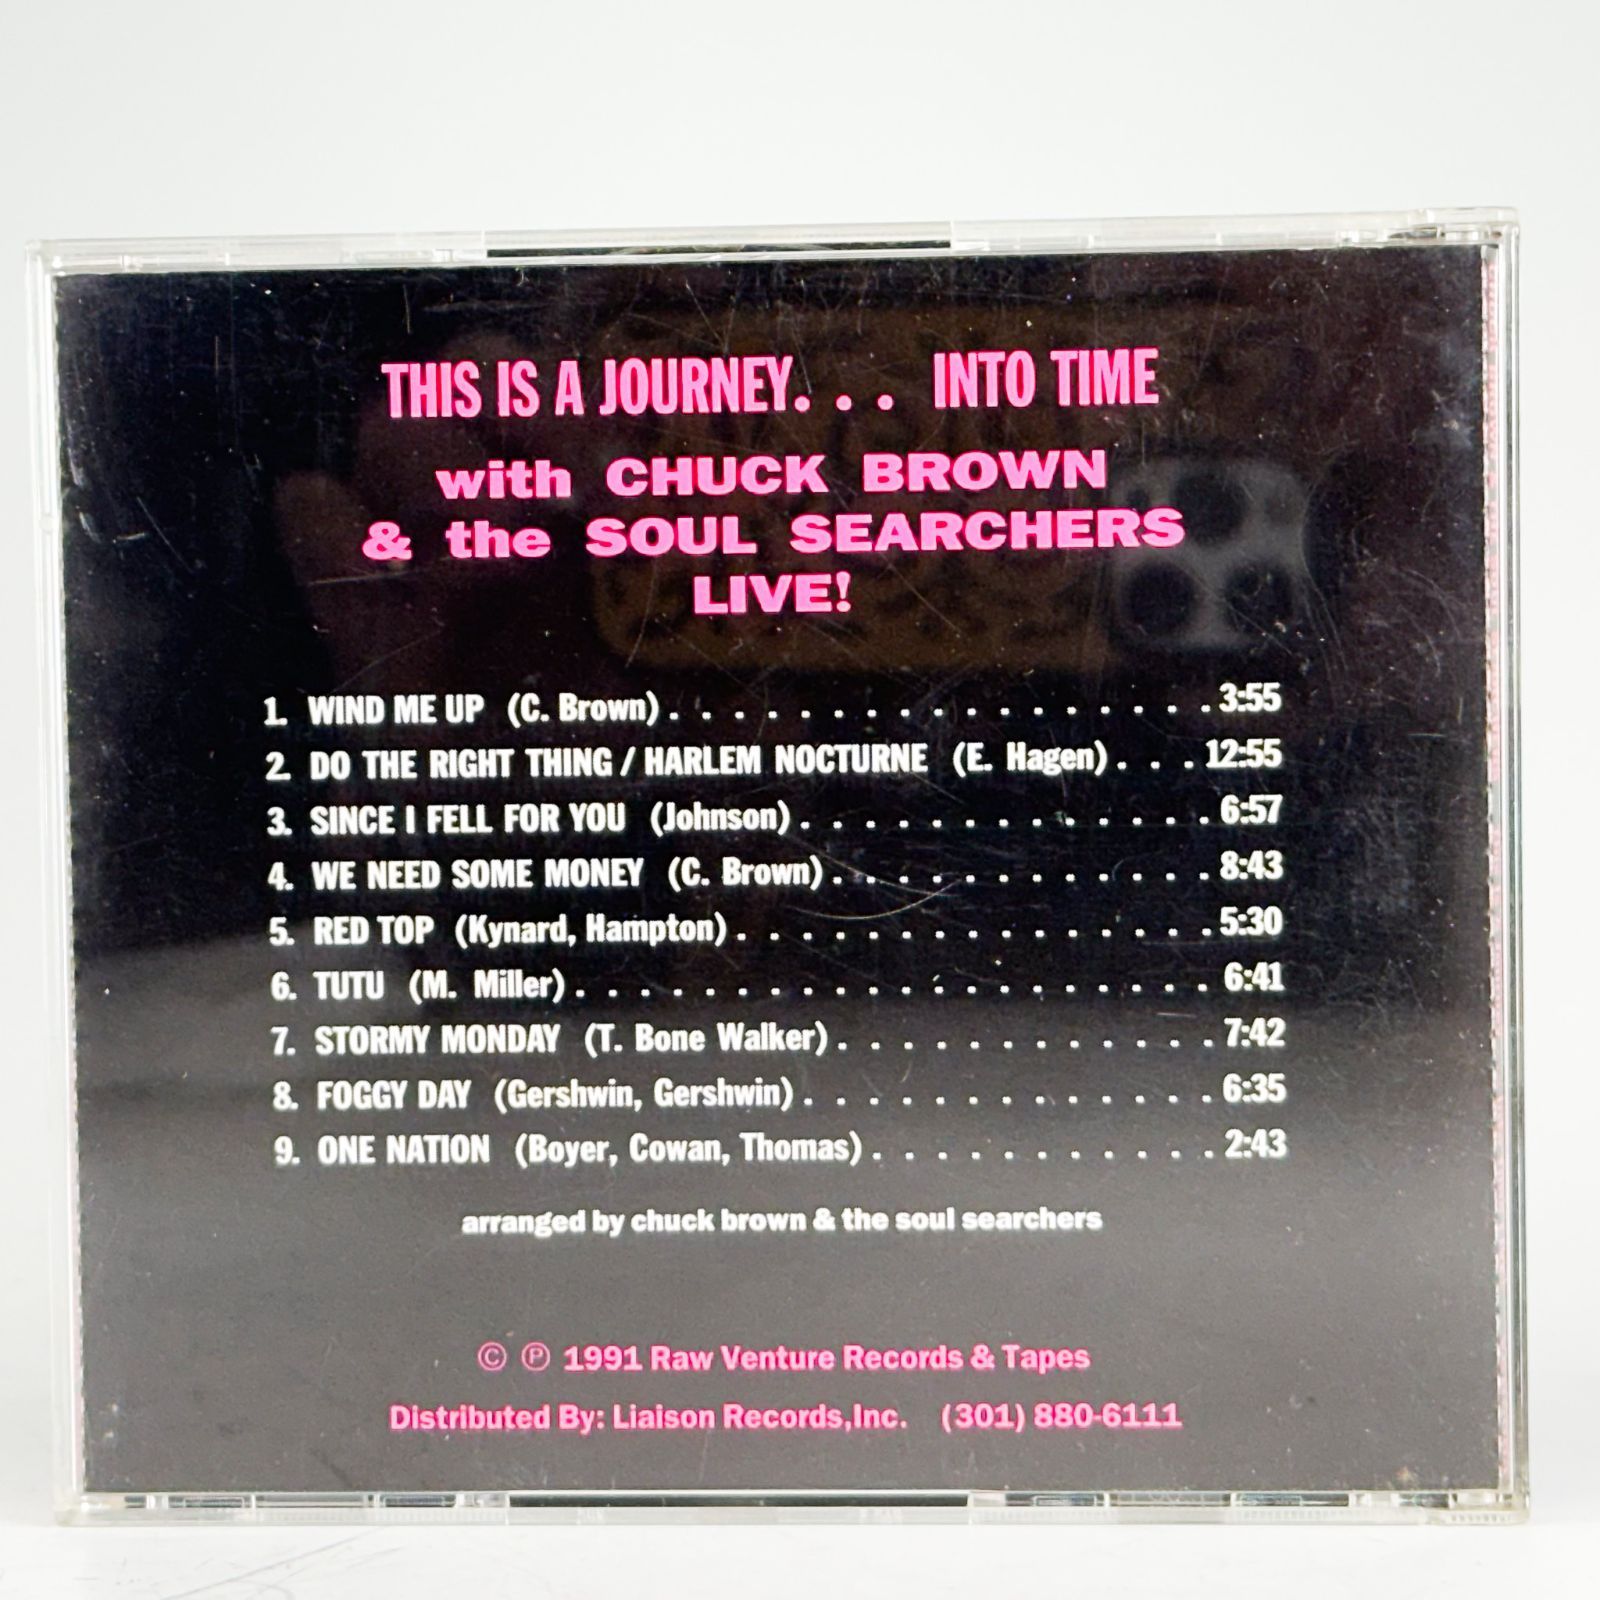 THIS IS A JOURNEY. . . INTO TIME
with CHUCK BROWN
& the SOUL SEARCHERS
LIVE!
1. WIND ME UP (C. Brown) . . . . . . . . . . . . . . . . . 3:55
2. DO THE RIGHT THING / HARLEM NOCTURNE (E. Hagen) . . . 12:55
3. SINCE I FELL FOR YOU (Johnson) . . . . . . . . . . . . . 6:57
4. WE NEED SOME MONEY (C. Brown) . . . . . . . . . . . . 8:43
5. RED TOP (Kynard, Hampton) . . . . . . . . . . . . . . . 5:30
6. TUTU (M. Miller) . . . . . . . . . . . . . . . . . . . . 6:41
7. STORMY MONDAY (T. Bone Walker) . . . . . . . . . . . . 7:42
8. FOGGY DAY (Gershwin, Gershwin) . . . . . . . . . . . . . 6:35
9. ONE NATION (Boyer, Cowan, Thomas) . . . . . . . . . . . 2:43
arranged by chuck brown & the soul searchers
© ℗ 1991 Raw Venture Records & Tapes
Distributed By: Liaison Records,Inc. (301) 880-6111